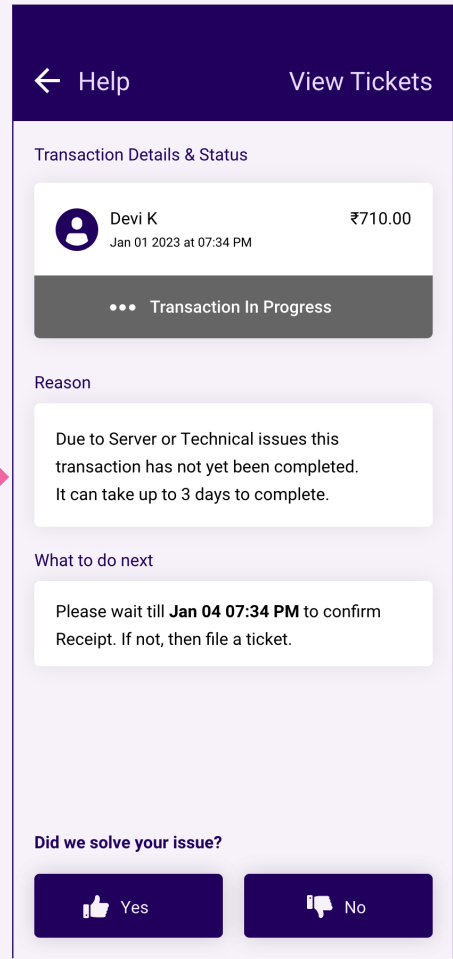 Help View Tickets
Transaction Details & Status
Devi K ₹710.00
Jan 01 2023 at 07:34 PM
Transaction In Progress
Reason
Due to Server or Technical issues this
transaction has not yet been completed.
It can take up to 3 days to complete.
What to do next
Please wait till Jan 04 07:34 PM to confirm
Receipt. If not, then file a ticket.
Did we solve your issue?
Yes No